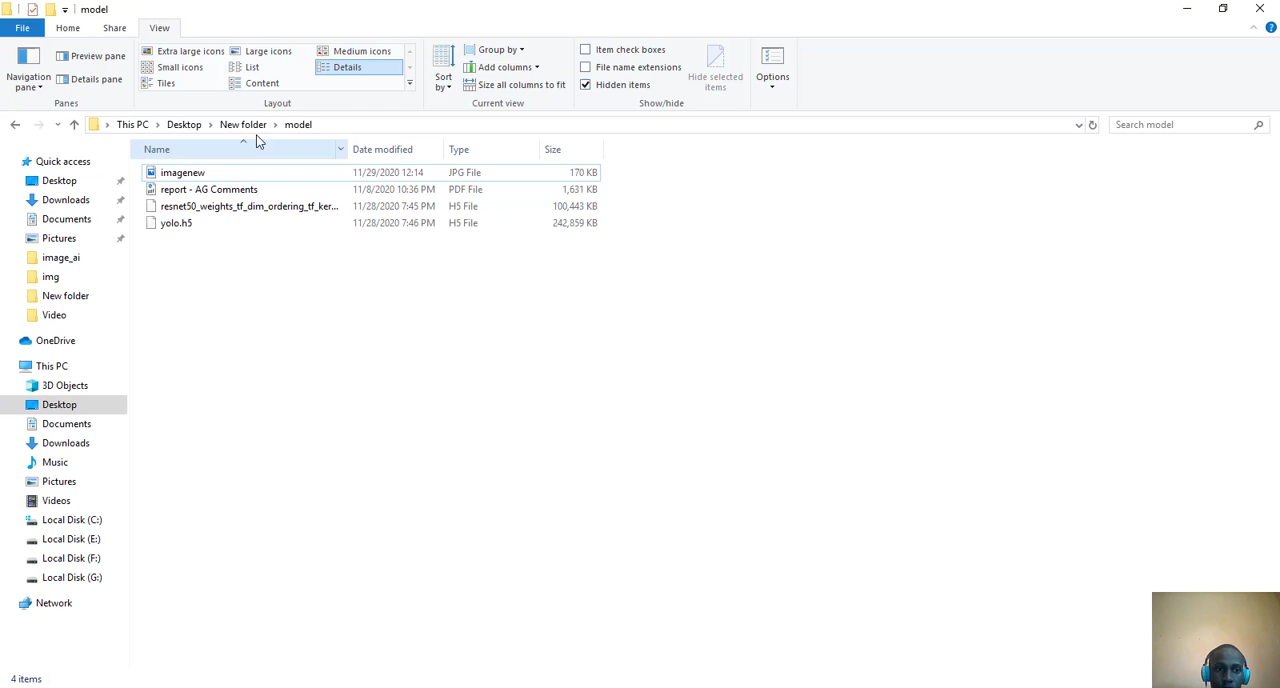 model
File Home Share View
Navigation pane
Preview pane
Details pane
Panes
Extra large icons Large icons Medium icons
Small icons List Details
Tiles Content
Layout
Sort by
Group by
Add columns
Size all columns to fit
Current view
Item check boxes
File name extensions
Hidden items
Hide selected items
Show/hide
Options
This PC Desktop New folder model
Search model
Name Date modified Type Size
imagenew 11/29/2020 12:14 JPG File 170 KB
report - AG Comments 11/8/2020 10:36 PM PDF File 1,631 KB
resnet50_weights_tf_dim_ordering_tf_ker... 11/28/2020 7:45 PM H5 File 100,443 KB
yolo.h5 11/28/2020 7:46 PM H5 File 242,859 KB
Quick access
Desktop
Downloads
Documents
Pictures
image_ai
img
New folder
Video
OneDrive
This PC
3D Objects
Desktop
Documents
Downloads
Music
Pictures
Videos
Local Disk (C:)
Local Disk (E:)
Local Disk (F:)
Local Disk (G:)
Network
4 items